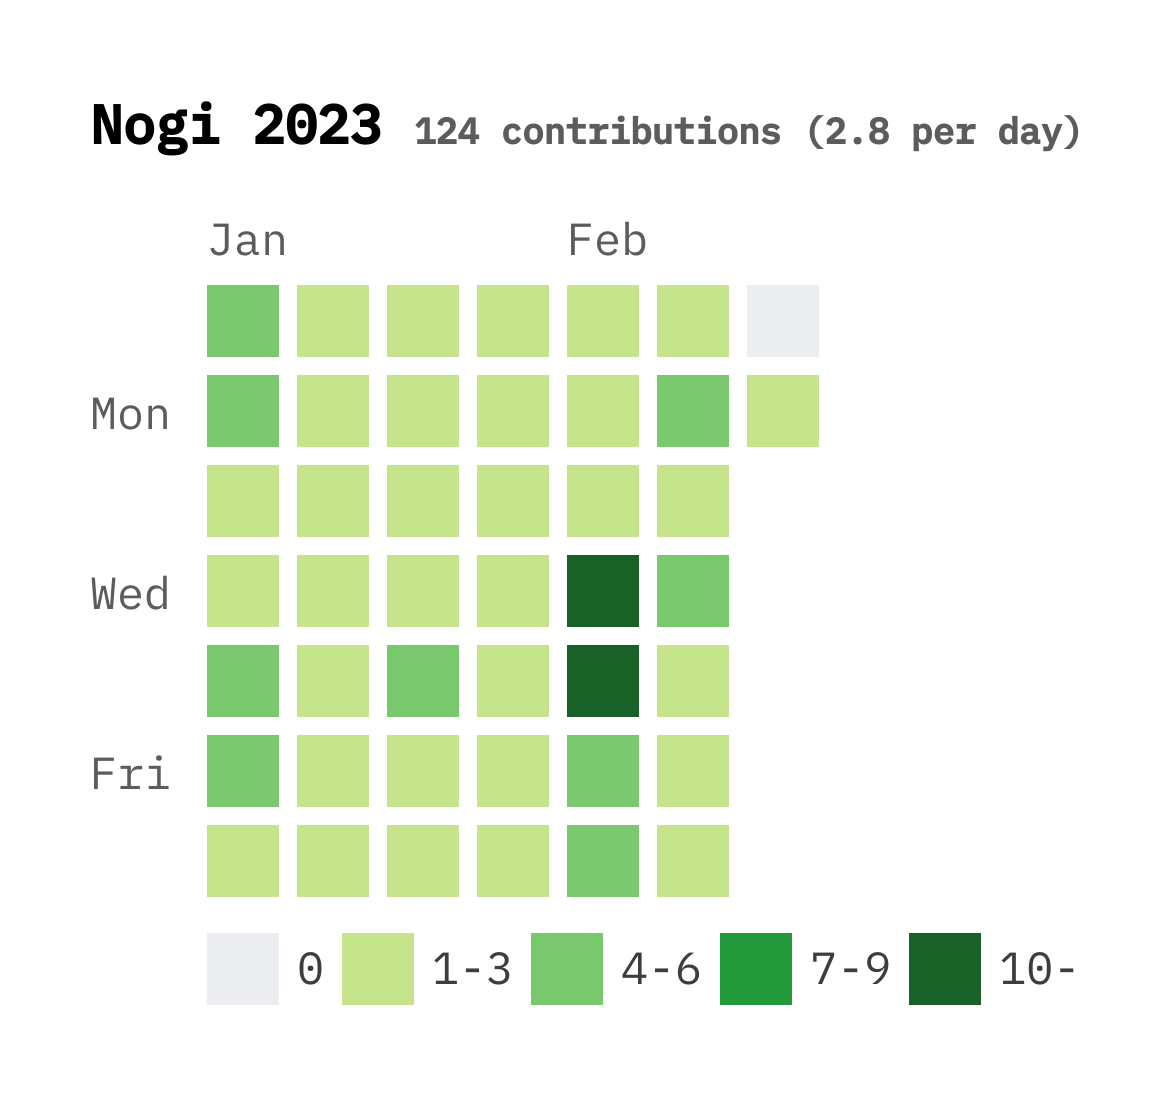 Nogi 2023 124 contributions (2.8 per day)
Jan Feb
Mon
Wed
Fri
0 1-3 4-6 7-9 10-